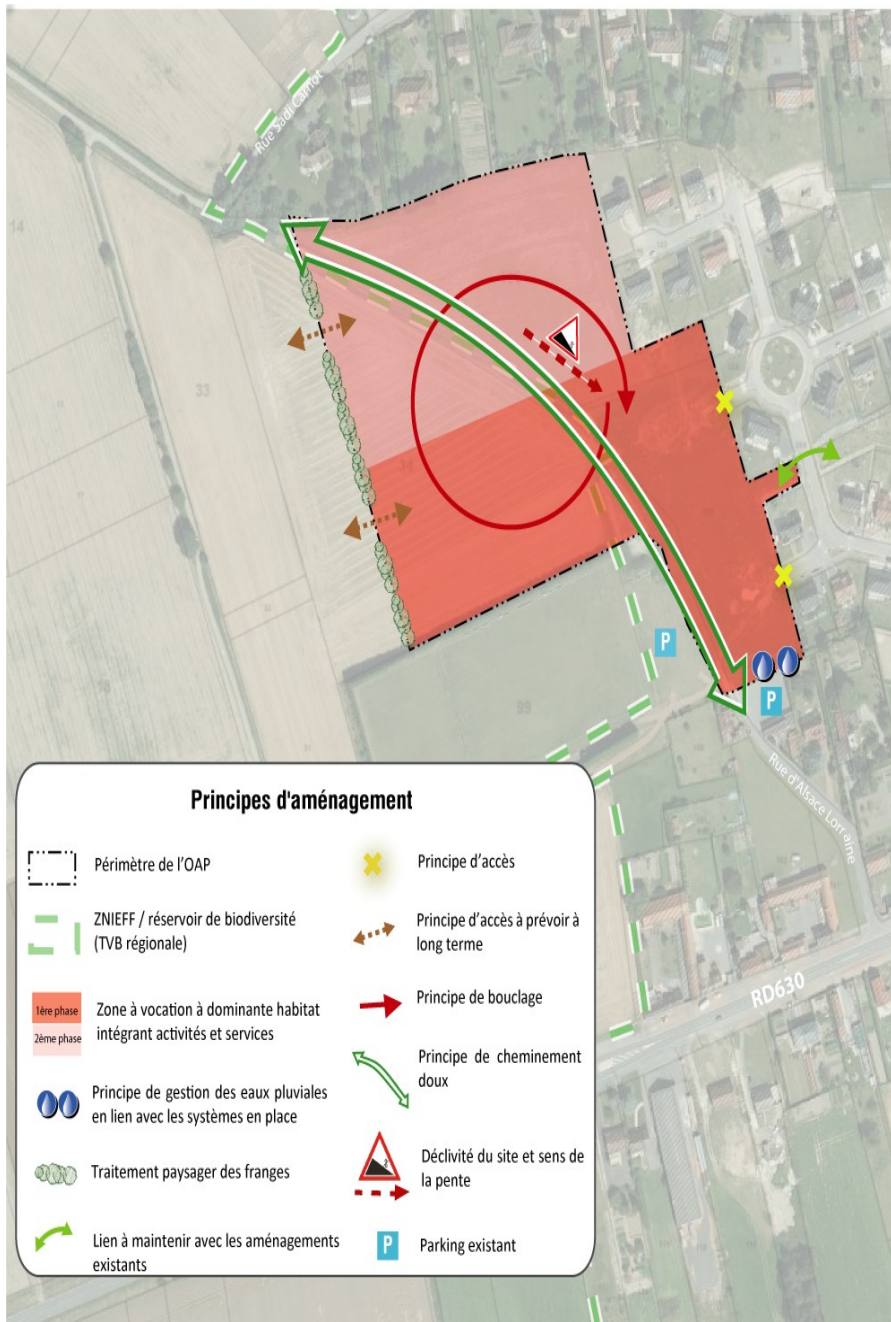 Rue Sadi Carnot
14
33
34
P
99
P
Rue d'Alsace Lorraine
RD630
Principes d'aménagement
Périmètre de l'OAP
ZNIEFF / réservoir de biodiversité
(TVB régionale)
1ère phase
2ème phase
Zone à vocation à dominante habitat
intégrant activités et services
Principe de gestion des eaux pluviales
en lien avec les systèmes en place
Traitement paysager des franges
Lien à maintenir avec les aménagements
existants
Principe d'accès
Principe d'accès à prévoir à
long terme
Principe de bouclage
Principe de cheminement
doux
Déclivité du site et sens de
la pente
P
Parking existant